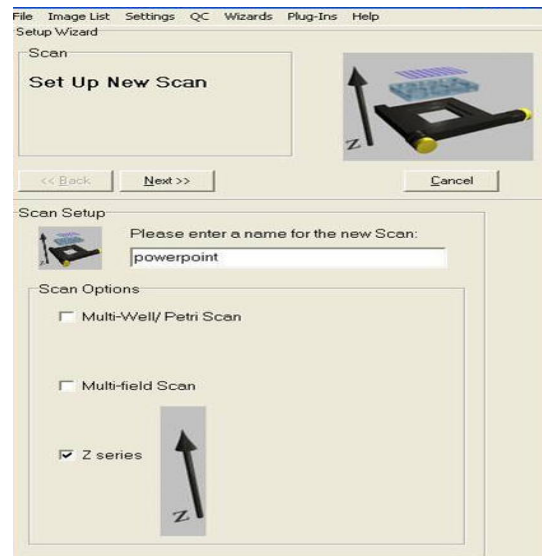 File Image List Settings QC Wizards Plug-Ins Help
Setup Wizard
Scan
Set Up New Scan
Z
<< Back Next >> Cancel
Scan Setup
Please enter a name for the new Scan:
powerpoint
Scan Options
Multi-Well/ Petri Scan
Multi-field Scan
Z series
Z